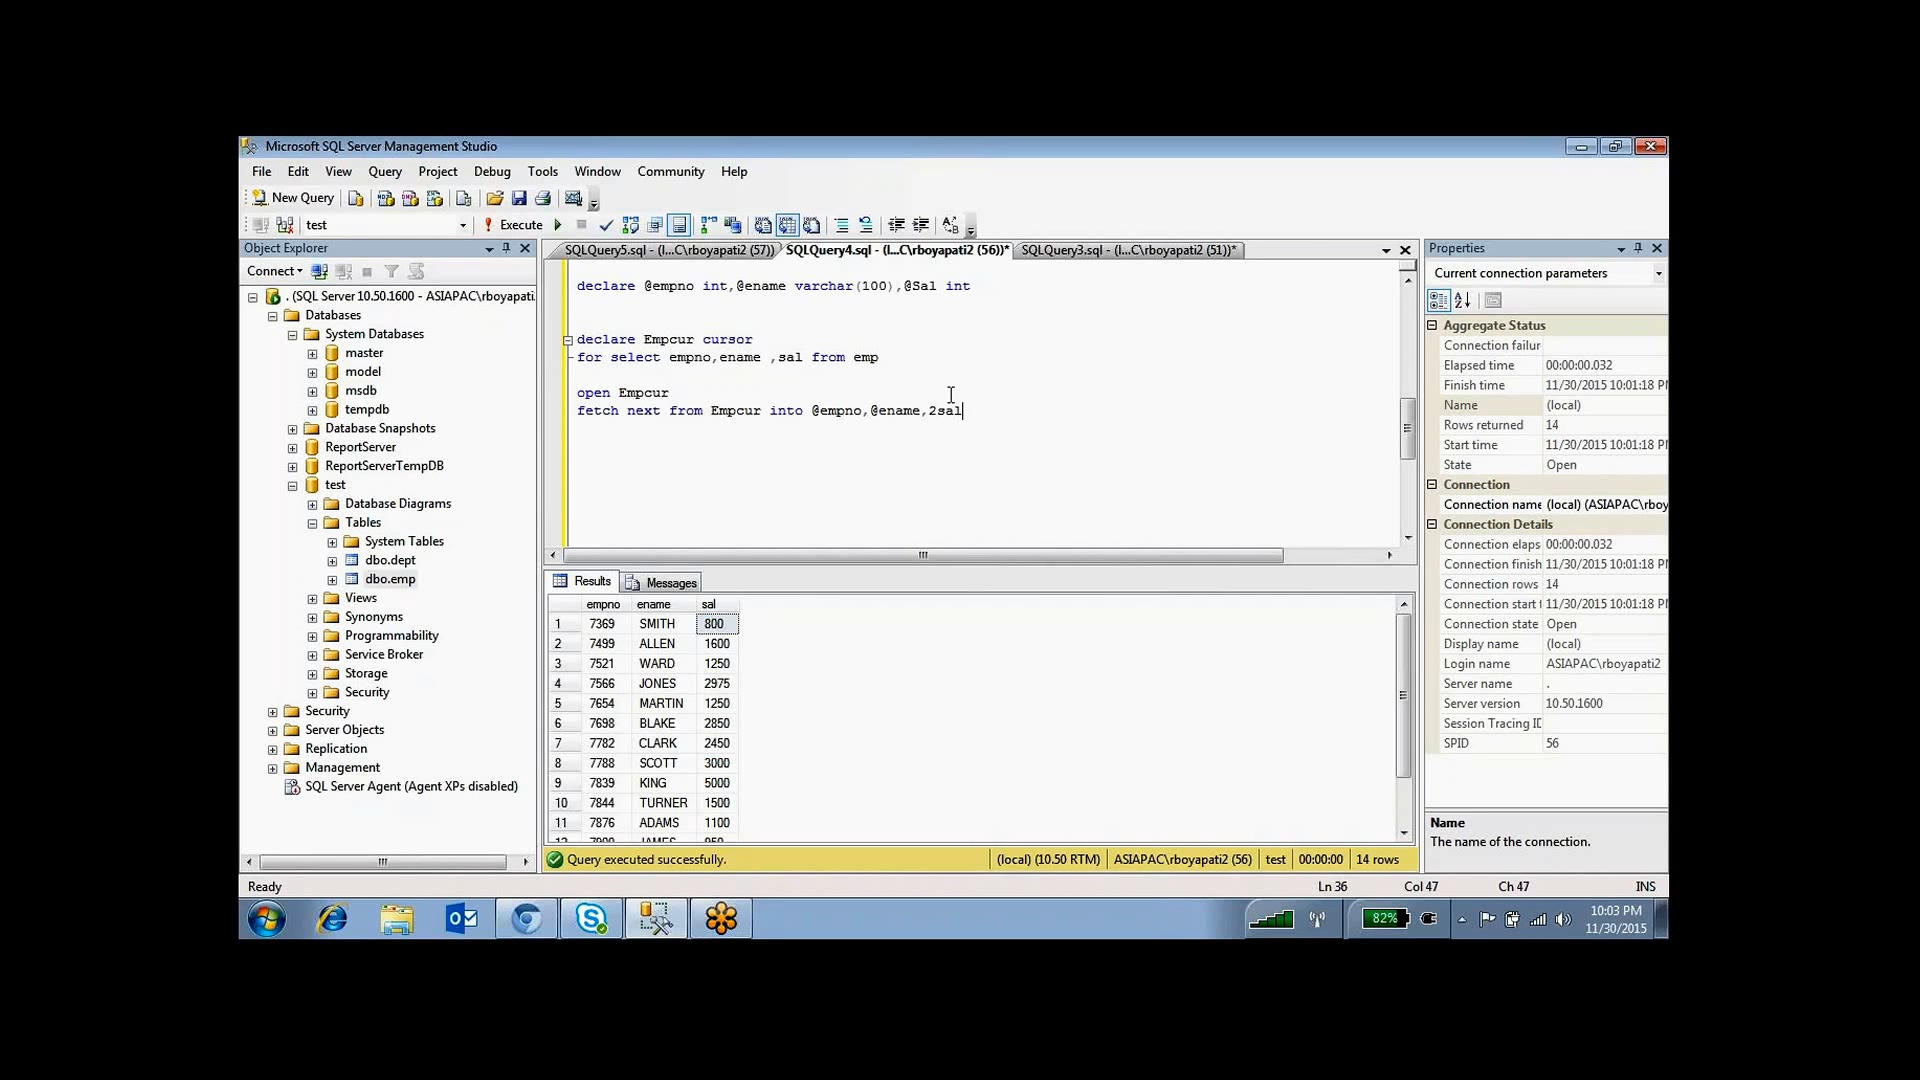 Microsoft SQL Server Management Studio
File Edit View Query Project Debug Tools Window Community Help
New Query
test
Execute
Object Explorer
SQLQuery5.sql - (l...C\rboyapati2 (57))
SQLQuery4.sql - (l...C\rboyapati2 (56))*
SQLQuery3.sql - (l...C\rboyapati2 (51))*
Connect
. (SQL Server 10.50.1600 - ASIAPAC\rboyapati.
Databases
System Databases
master
model
msdb
tempdb
Database Snapshots
ReportServer
ReportServerTempDB
test
Database Diagrams
Tables
System Tables
dbo.dept
dbo.emp
Views
Synonyms
Programmability
Service Broker
Storage
Security
Security
Server Objects
Replication
Management
SQL Server Agent (Agent XPs disabled)
declare @empno int,@ename varchar(100),@Sal int
declare Empcur cursor
for select empno,ename ,sal from emp
open Empcur
fetch next from Empcur into @empno,@ename,2sal
Results Messages
empno ename sal
1 7369 SMITH 800
2 7499 ALLEN 1600
3 7521 WARD 1250
4 7566 JONES 2975
5 7654 MARTIN 1250
6 7698 BLAKE 2850
7 7782 CLARK 2450
8 7788 SCOTT 3000
9 7839 KING 5000
10 7844 TURNER 1500
11 7876 ADAMS 1100
Query executed successfully.
(local) (10.50 RTM) ASIAPAC\rboyapati2 (56) test 00:00:00 14 rows
Properties
Current connection parameters
Aggregate Status
Connection failur
Elapsed time 00:00:00.032
Finish time 11/30/2015 10:01:18 PM
Name (local)
Rows returned 14
Start time 11/30/2015 10:01:18 PM
State Open
Connection
Connection name (local) (ASIAPAC\rboy
Connection Details
Connection elaps 00:00:00.032
Connection finish 11/30/2015 10:01:18 PM
Connection rows 14
Connection start t 11/30/2015 10:01:18 PM
Connection state Open
Display name (local)
Login name ASIAPAC\rboyapati2
Server name .
Server version 10.50.1600
Session Tracing ID
SPID 56
Name
The name of the connection.
Ready
Ln 36 Col 47 Ch 47 INS
82%
10:03 PM
11/30/2015